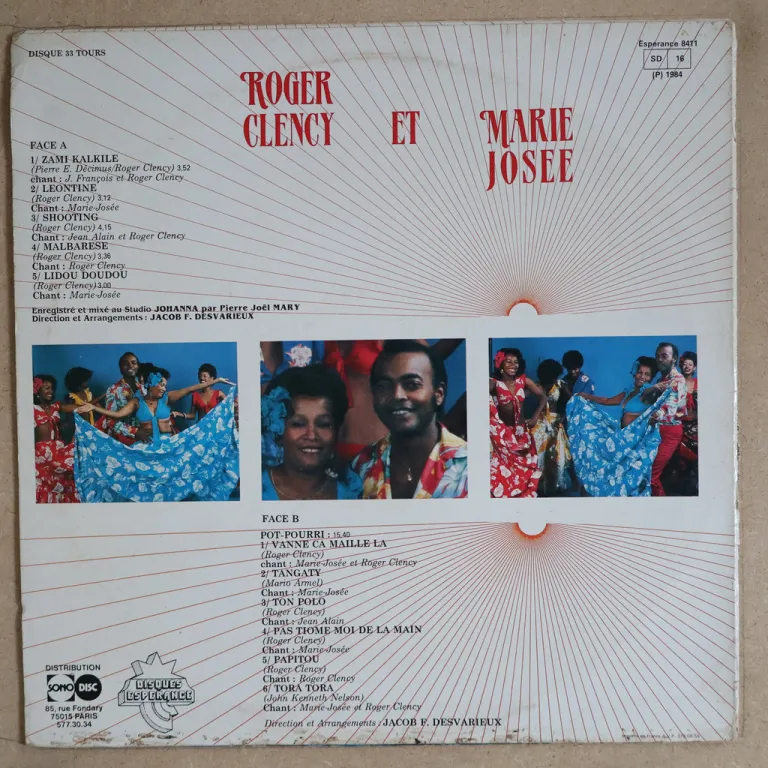 DISQUE 33 TOURS
Espérance 8411
SD 16
(P) 1984
ROGER
CLENCY ET MARIE
JOSEE
FACE A
1/ ZAMI KALKILE
(Pierre E. Décimus/Roger Clency) 3,52
chant : J. François et Roger Clency
2/ LEONTINE
(Roger Clency) 3,12
Chant : Marie-Josée
3/ SHOOTING
(Roger Clency) 4,15
Chant : Jean Alain et Roger Clency
4/ MALBARESE
(Roger Clency) 3,36
Chant : Roger Clency
5/ LIDOU DOUDOU
(Roger Clency) 3,00
Chant : Marie-Josée
Enregistré et mixé au Studio JOHANNA par Pierre Joël MARY
Direction et Arrangements : JACOB F. DESVARIEUX
FACE B
POT-POURRI : 15,40
1/ VANNE CA MAILLE LA
(Roger Clency)
chant : Marie-Josée et Roger Clency
2/ TANGATY
(Mario Armel)
Chant : Marie-Josée
3/ TON POLO
(Roger Clency)
Chant : Jean Alain
4/ PAS TIOME MOI DE LA MAIN
(Roger Clency)
Chant : Marie-Josée
5/ PAPITOU
(Roger Clency)
Chant : Roger Clency
6/ TORA TORA
(John Kenneth Nelson)
Chant : Marie-Josée et Roger Clency
Direction et Arrangements : JACOB F. DESVARIEUX
DISTRIBUTION
SONO DISC
85, rue Fondary
75015 PARIS
577.30.34
DISQUES
ESPERANCE